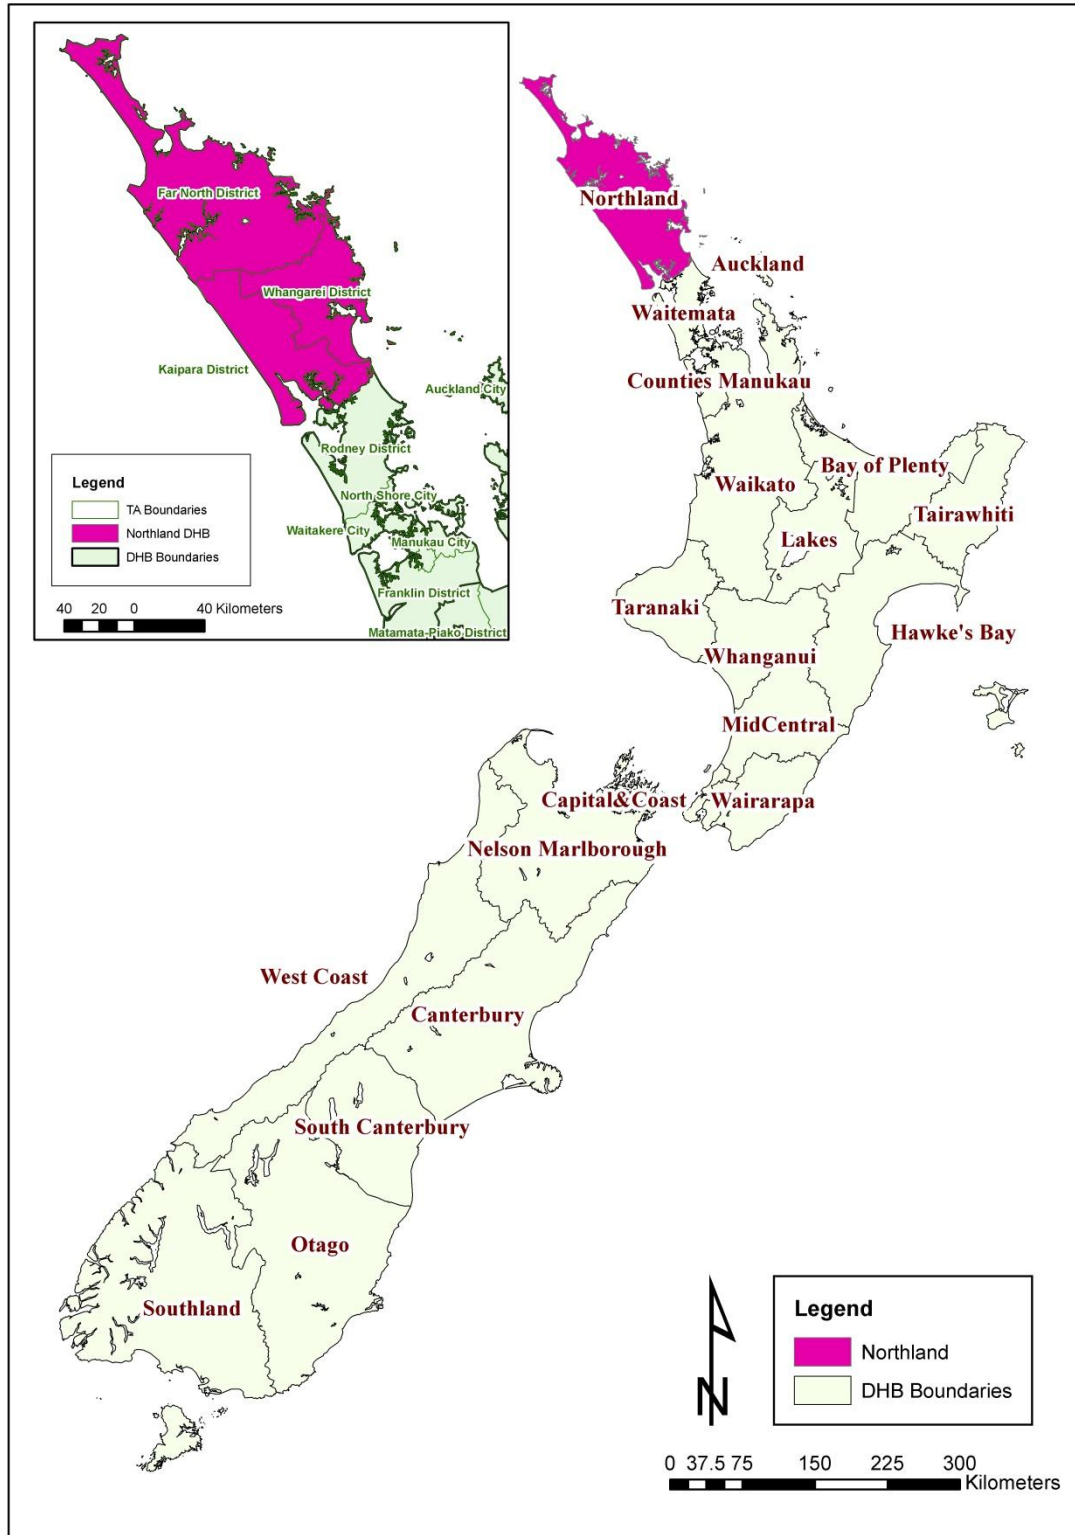 Far North District
Whangarei District
Kaipara District
Auckland City
Rodney District
North Shore City
Waitakere City
Manukau City
Franklin District
Matamata-Piako District
Legend
TA Boundaries
Northland DHB
DHB Boundaries
40 20 0 40 Kilometers
Northland
Auckland
Waitemata
Counties Manukau
Bay of Plenty
Waikato
Tairawhiti
Lakes
Taranaki
Hawke's Bay
Whanganui
MidCentral
Capital&Coast
Wairarapa
Nelson Marlborough
West Coast
Canterbury
South Canterbury
Otago
Southland
N
Legend
Northland
DHB Boundaries
0 37.5 75 150 225 300
Kilometers